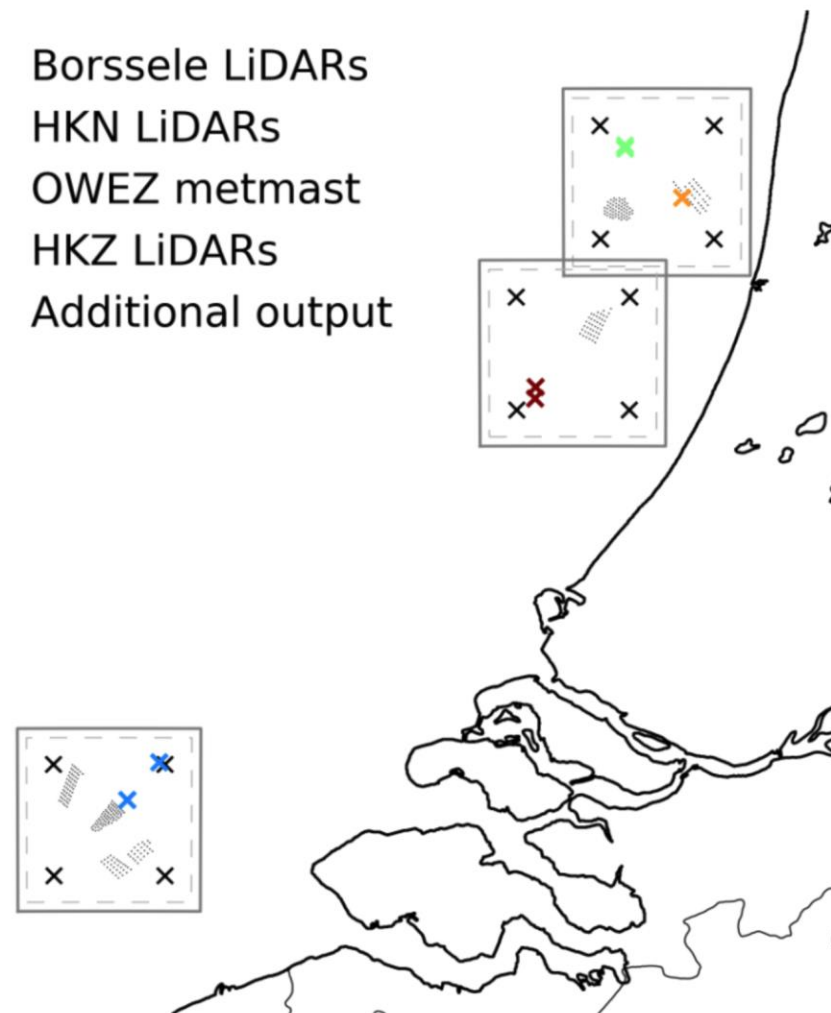 Borssele LiDARs
HKN LiDARs
OWEZ metmast
HKZ LiDARs
Additional output